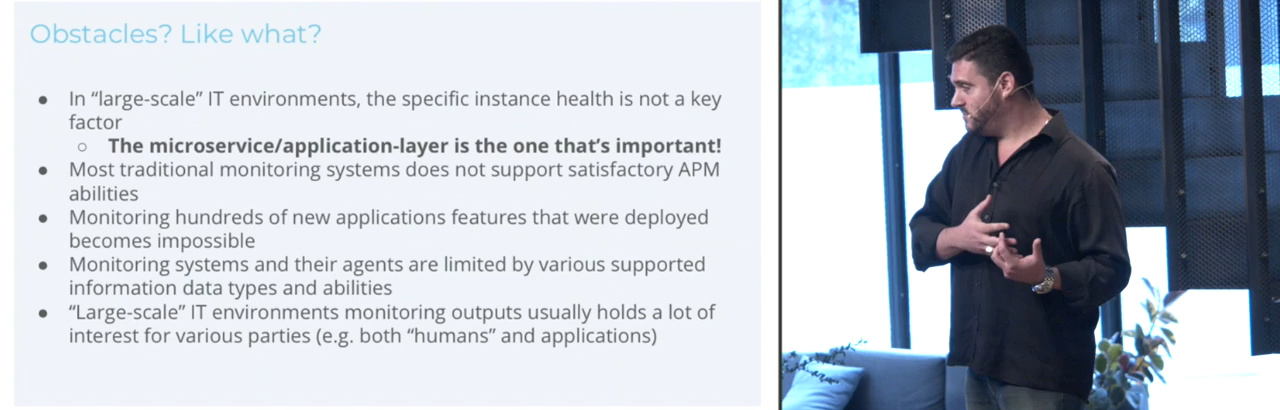 Obstacles? Like what?
● In “large-scale” IT environments, the specific instance health is not a key
factor
○ The microservice/application-layer is the one that’s important!
● Most traditional monitoring systems does not support satisfactory APM
abilities
● Monitoring hundreds of new applications features that were deployed
becomes impossible
● Monitoring systems and their agents are limited by various supported
information data types and abilities
● “Large-scale” IT environments monitoring outputs usually holds a lot of
interest for various parties (e.g. both “humans” and applications)